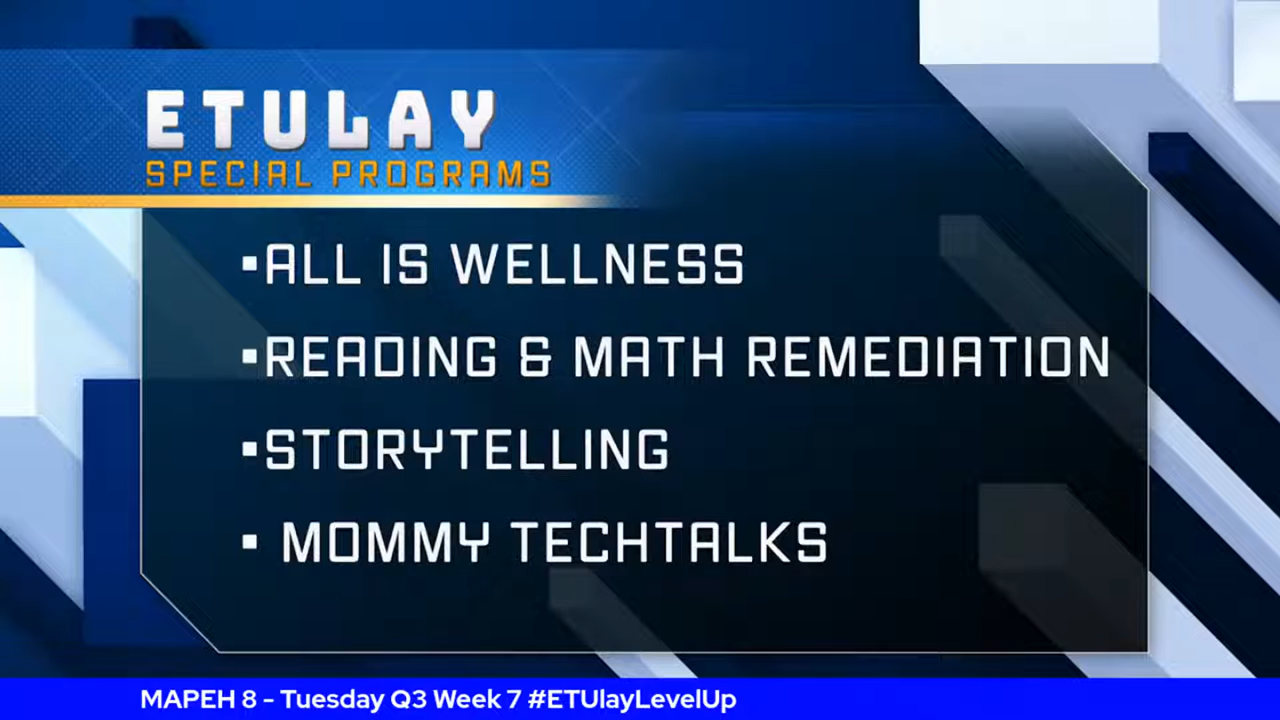 ETULAY
SPECIAL PROGRAMS
▪ALL IS WELLNESS
▪READING & MATH REMEDIATION
▪STORYTELLING
▪ MOMMY TECHTALKS
MAPEH 8 - Tuesday Q3 Week 7 #ETUlayLevelUp